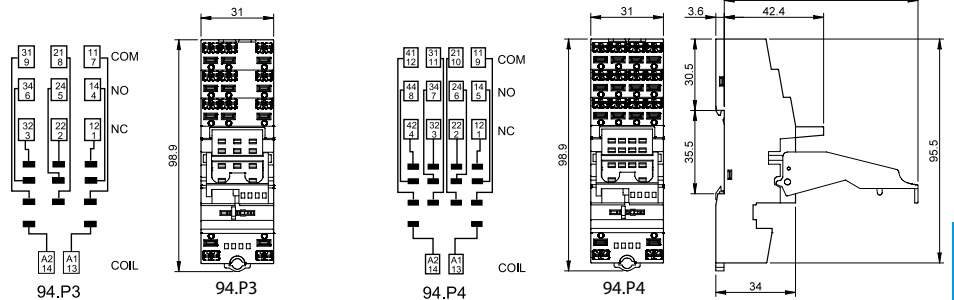 31 9 21 8 11 7 COM
34 6 24 5 14 4 NO
32 3 22 2 12 1 NC
A2 14 A1 13 COIL
94.P3
31
98.9
94.P3
41 12 31 11 21 10 11 9 COM
44 8 34 7 24 6 14 5 NO
42 4 32 3 22 2 12 1 NC
A2 14 A1 13 COIL
94.P4
31
98.9
94.P4
3.6 42.4
30.5
35.5
95.5
34